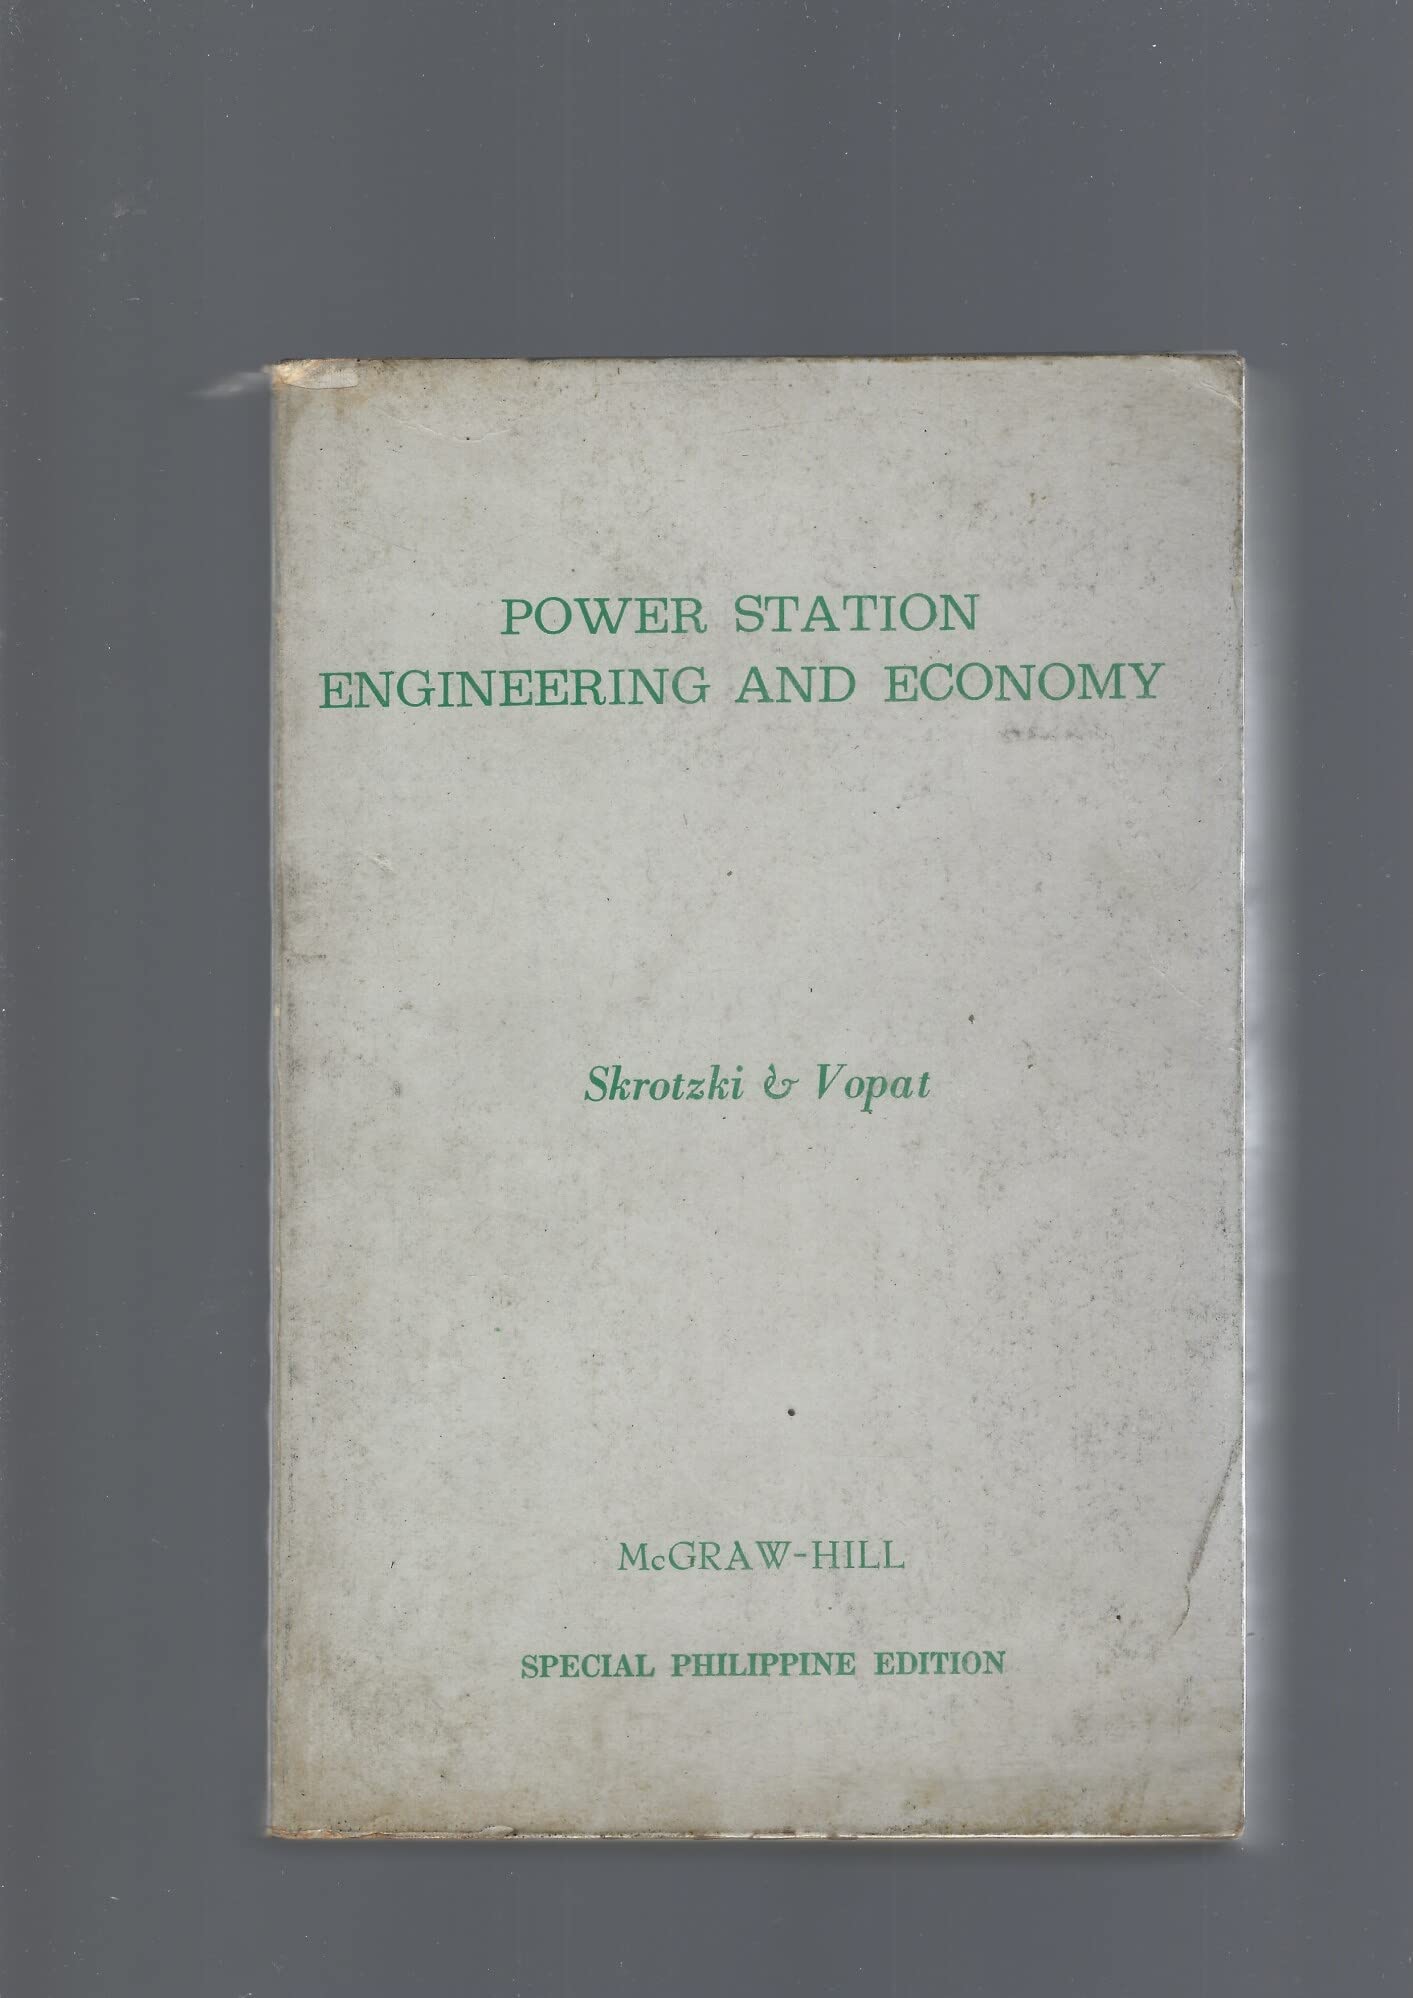 POWER STATION
ENGINEERING AND ECONOMY
Skrotzki & Vopat
McGRAW-HILL
SPECIAL PHILIPPINE EDITION